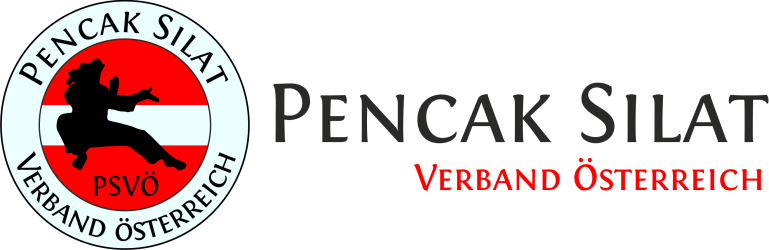 PENCAK SILAT
PSVÖ
VERBAND ÖSTERREICH
PENCAK SILAT
VERBAND ÖSTERREICH